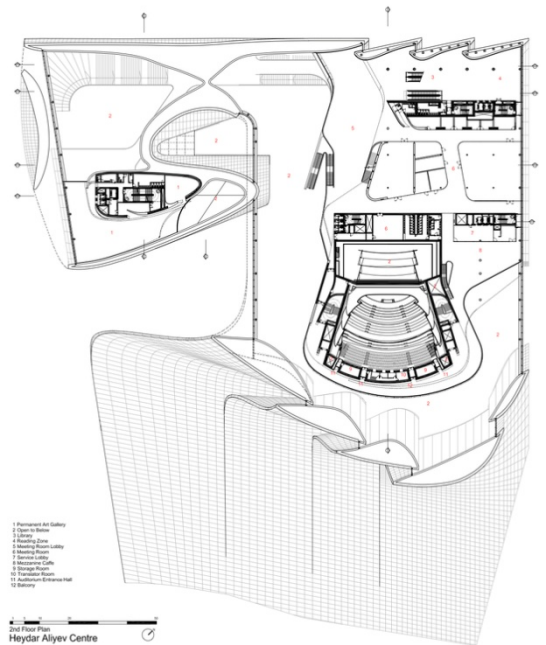 1 Permanent Art Gallery
2 Open to Below
3 Library
4 Reading Zone
5 Meeting Room Lobby
6 Meeting Room
7 Service Lobby
8 Mezzanine Caffe
9 Storage Room
10 Translator Room
11 Auditorium Entrance Hall
12 Balcony
2nd Floor Plan
Heydar Aliyev Centre